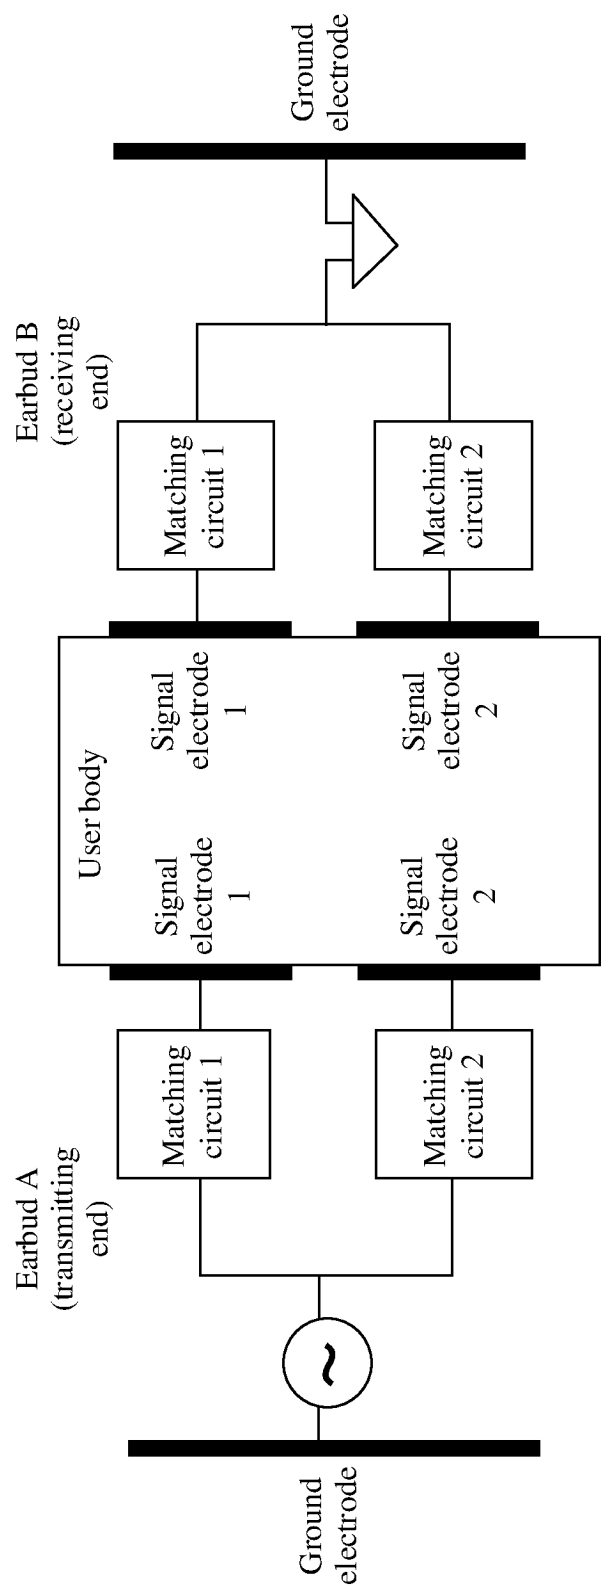 Earbud A
(transmitting
end)
Earbud B
(receiving
end)
User body
Ground
electrode
Matching
circuit 1
Signal
electrode
1
Signal
electrode
1
Matching
circuit 1
Ground
electrode
Matching
circuit 2
Signal
electrode
2
Signal
electrode
2
Matching
circuit 2